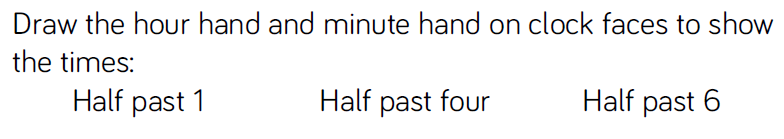 Draw the hour hand and minute hand on clock faces to show
the times:
Half past 1 Half past four Half past 6